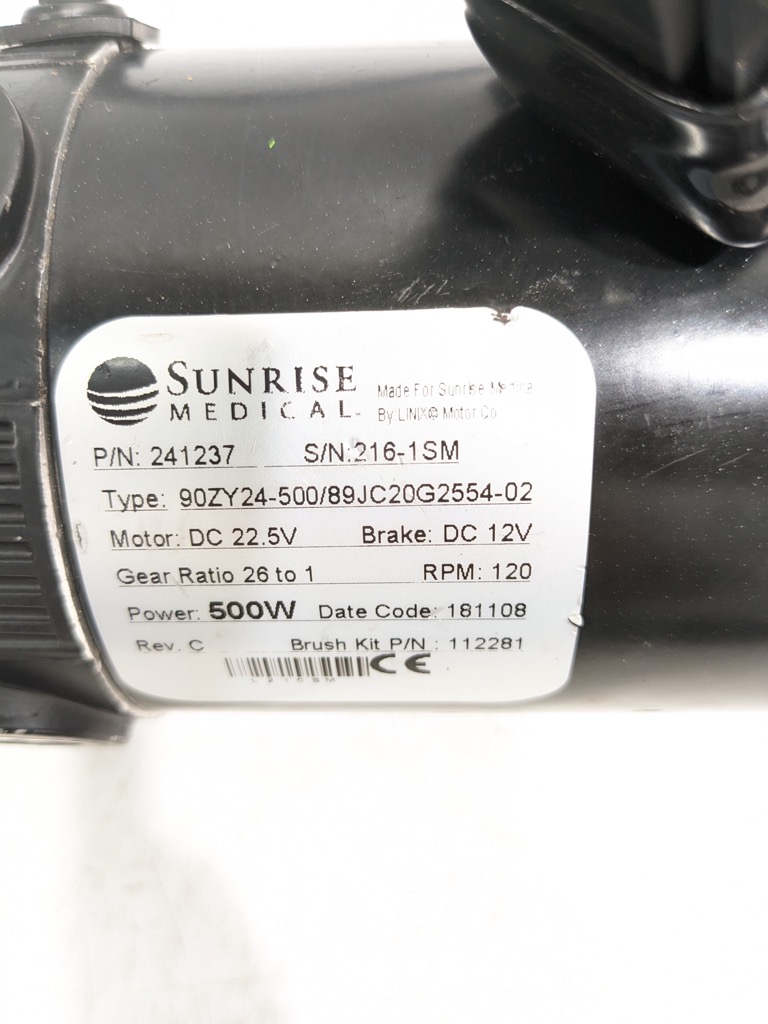 SUNRISE
MEDICAL
Made For Sunrise Medica
By LINIX® Motor Co
P/N: 241237 S/N:216-1SM
Type: 90ZY24-500/89JC20G2554-02
Motor: DC 22.5V Brake: DC 12V
Gear Ratio 26 to 1 RPM: 120
Power: 500W Date Code: 181108
Rev. C Brush Kit P/N : 112281
CE